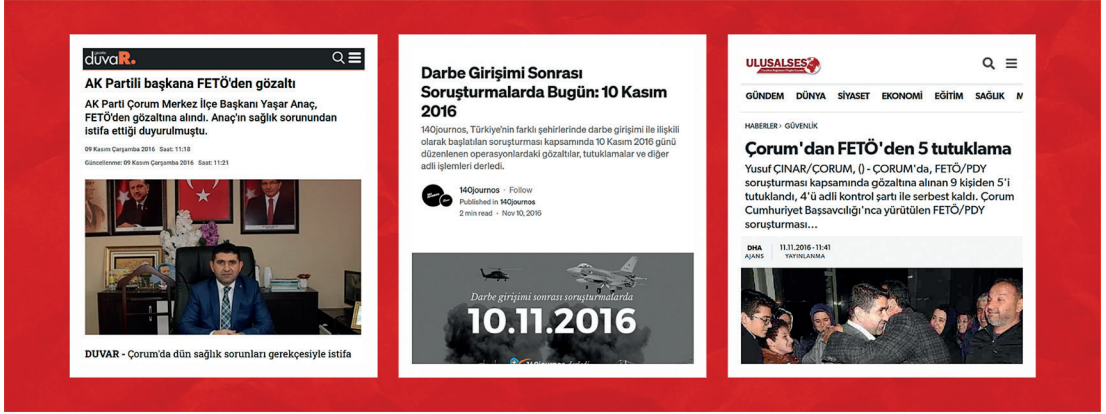 gazete
duvaR.
AK Partili başkana FETÖ'den gözaltı
AK Parti Çorum Merkez İlçe Başkanı Yaşar Anaç,
FETÖ'den gözaltına alındı. Anaç'ın sağlık sorunundan
istifa ettiği duyurulmuştu.
09 Kasım Çarşamba 2016 Saat: 11:18
Güncellenme: 09 Kasım Çarşamba 2016 Saat: 11:21
DUVAR - Çorum'da dün sağlık sorunları gerekçesiyle istifa
Darbe Girişimi Sonrası
Soruşturmalarda Bugün: 10 Kasım
2016
140journos, Türkiye'nin farklı şehirlerinde darbe girişimi ile ilişkili
olarak başlatılan soruşturması kapsamında 10 Kasım 2016 günü
düzenlenen operasyonlardaki gözaltılar, tutuklamalar ve diğer
adli işlemleri derledi.
140journos · Follow
Published in 140journos
2 min read · Nov 10, 2016
Darbe girişimi sonrası soruşturmalarda
10.11.2016
140journos derledi
ULUSALSES
GÜNDEM DÜNYA SİYASET EKONOMİ EĞİTİM SAĞLIK M
HABERLER › GÜVENLİK
Çorum'dan FETÖ'den 5 tutuklama
Yusuf ÇINAR/ÇORUM, () - ÇORUM'da, FETÖ/PDY
soruşturması kapsamında gözaltına alınan 9 kişiden 5'i
tutuklandı, 4'ü adli kontrol şartı ile serbest kaldı. Çorum
Cumhuriyet Başsavcılığı'nca yürütülen FETÖ/PDY
soruşturması...
DHA 11.11.2016 - 11:41
AJANS YAYINLANMA